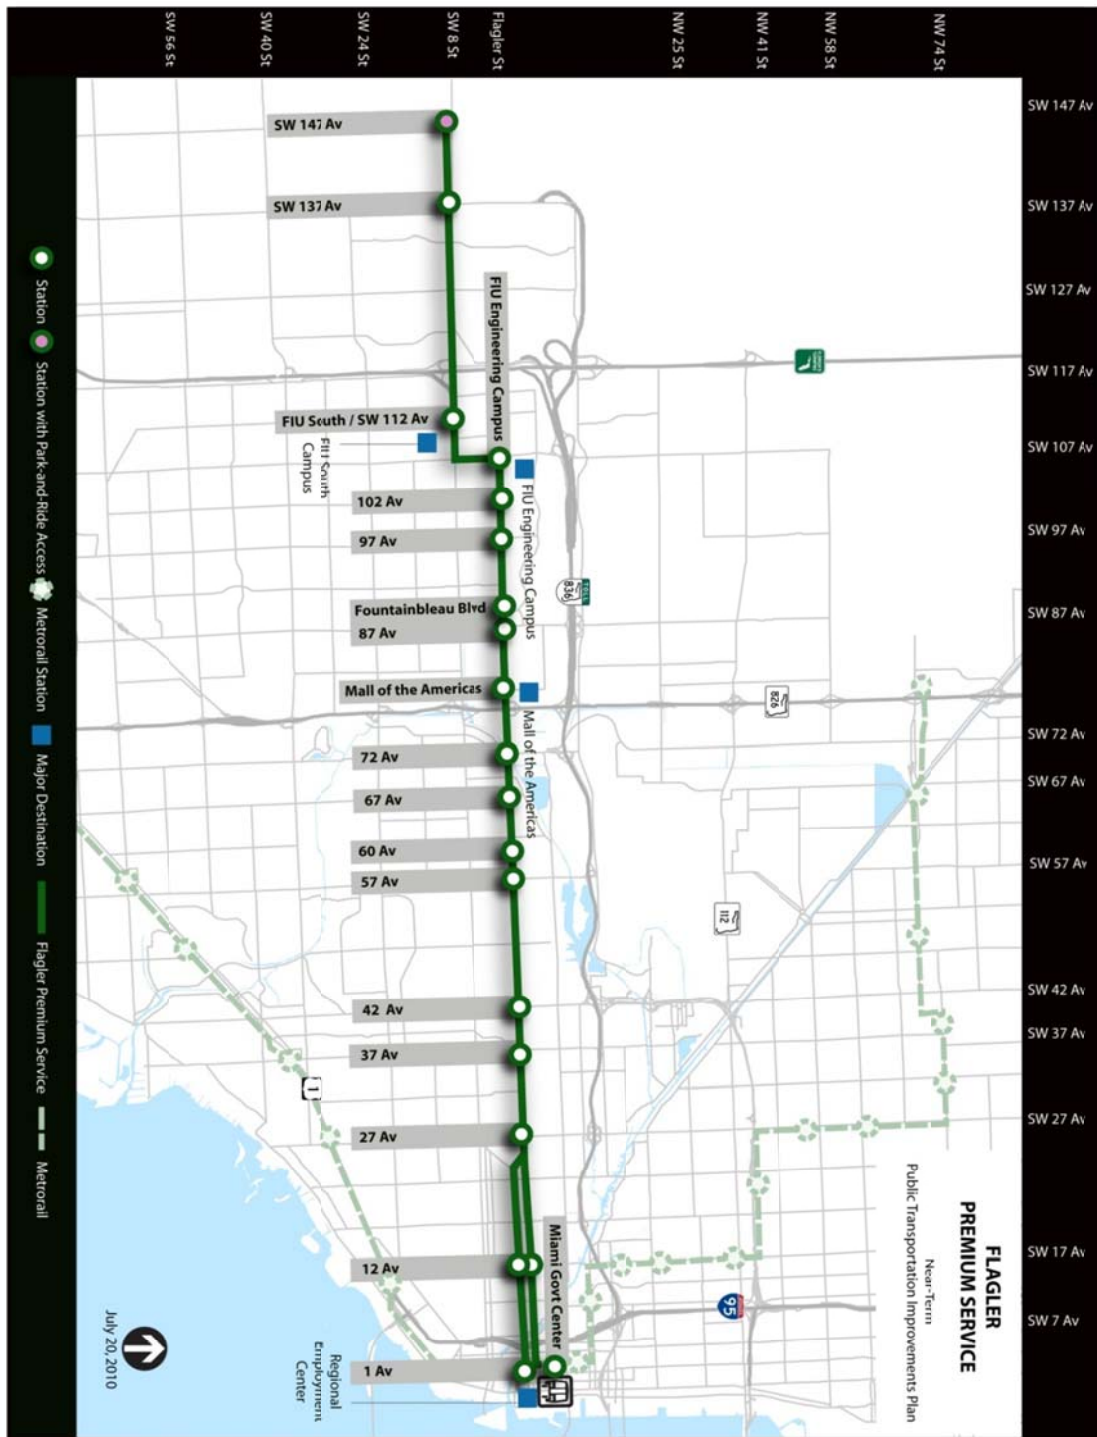 FLAGLER
PREMIUM SERVICE
Near-Term
Public Transportation Improvements Plan
SW 56 St
SW 40 St
SW 24 St
SW 8 St
Flagler St
NW 25 St
NW 41 St
NW 58 St
NW 74 St
SW 147 Av
SW 137 Av
SW 127 Av
SW 117 Av
SW 107 Av
SW 97 Av
SW 87 Av
SW 72 Av
SW 67 Av
SW 57 Av
SW 42 Av
SW 37 Av
SW 27 Av
SW 17 Av
SW 7 Av
SW 147 Av
SW 137 Av
FIU Engineering Campus
FIU South / SW 112 Av
FIU South
Campus
FIU Engineering Campus
102 Av
97 Av
TOLL
836
Fountainbleau Blvd
87 Av
Mall of the Americas
Mall of the Americas
826
72 Av
67 Av
60 Av
57 Av
112
42 Av
37 Av
1
27 Av
12 Av
Miami Govt Center
95
1 Av
Regional
Employment
Center
July 20, 2010
Station
Station with Park-and-Ride Access
Metrorail Station
Major Destination
Flagler Premium Service
Metrorail